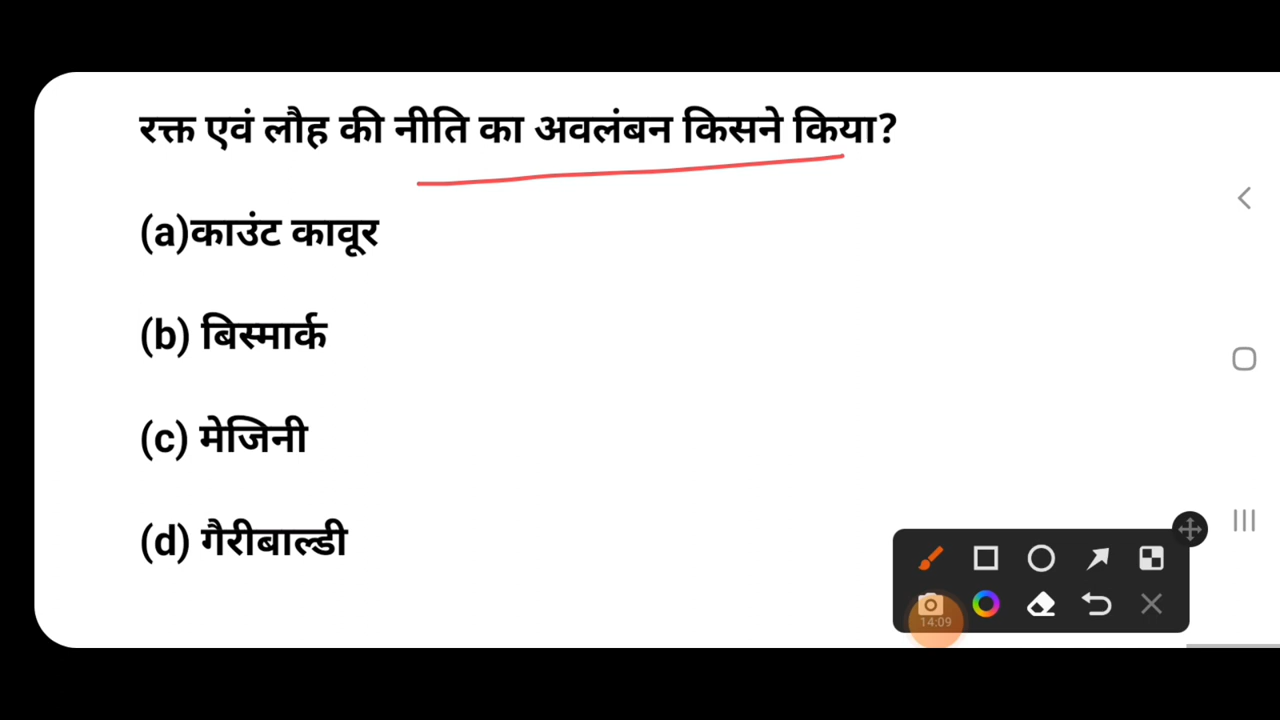 रक्त एवं लौह की नीति का अवलंबन किसने किया?
(a)काउंट कावूर
(b) बिस्मार्क
(c) मेजिनी
(d) गैरीबाल्डी
14:09